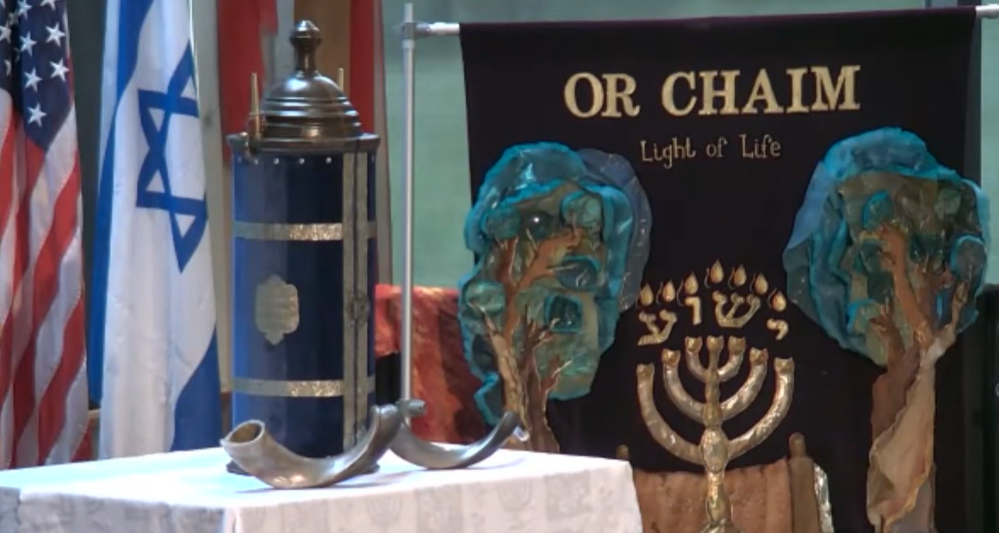 OR CHAIM
Light of Life
ישוע